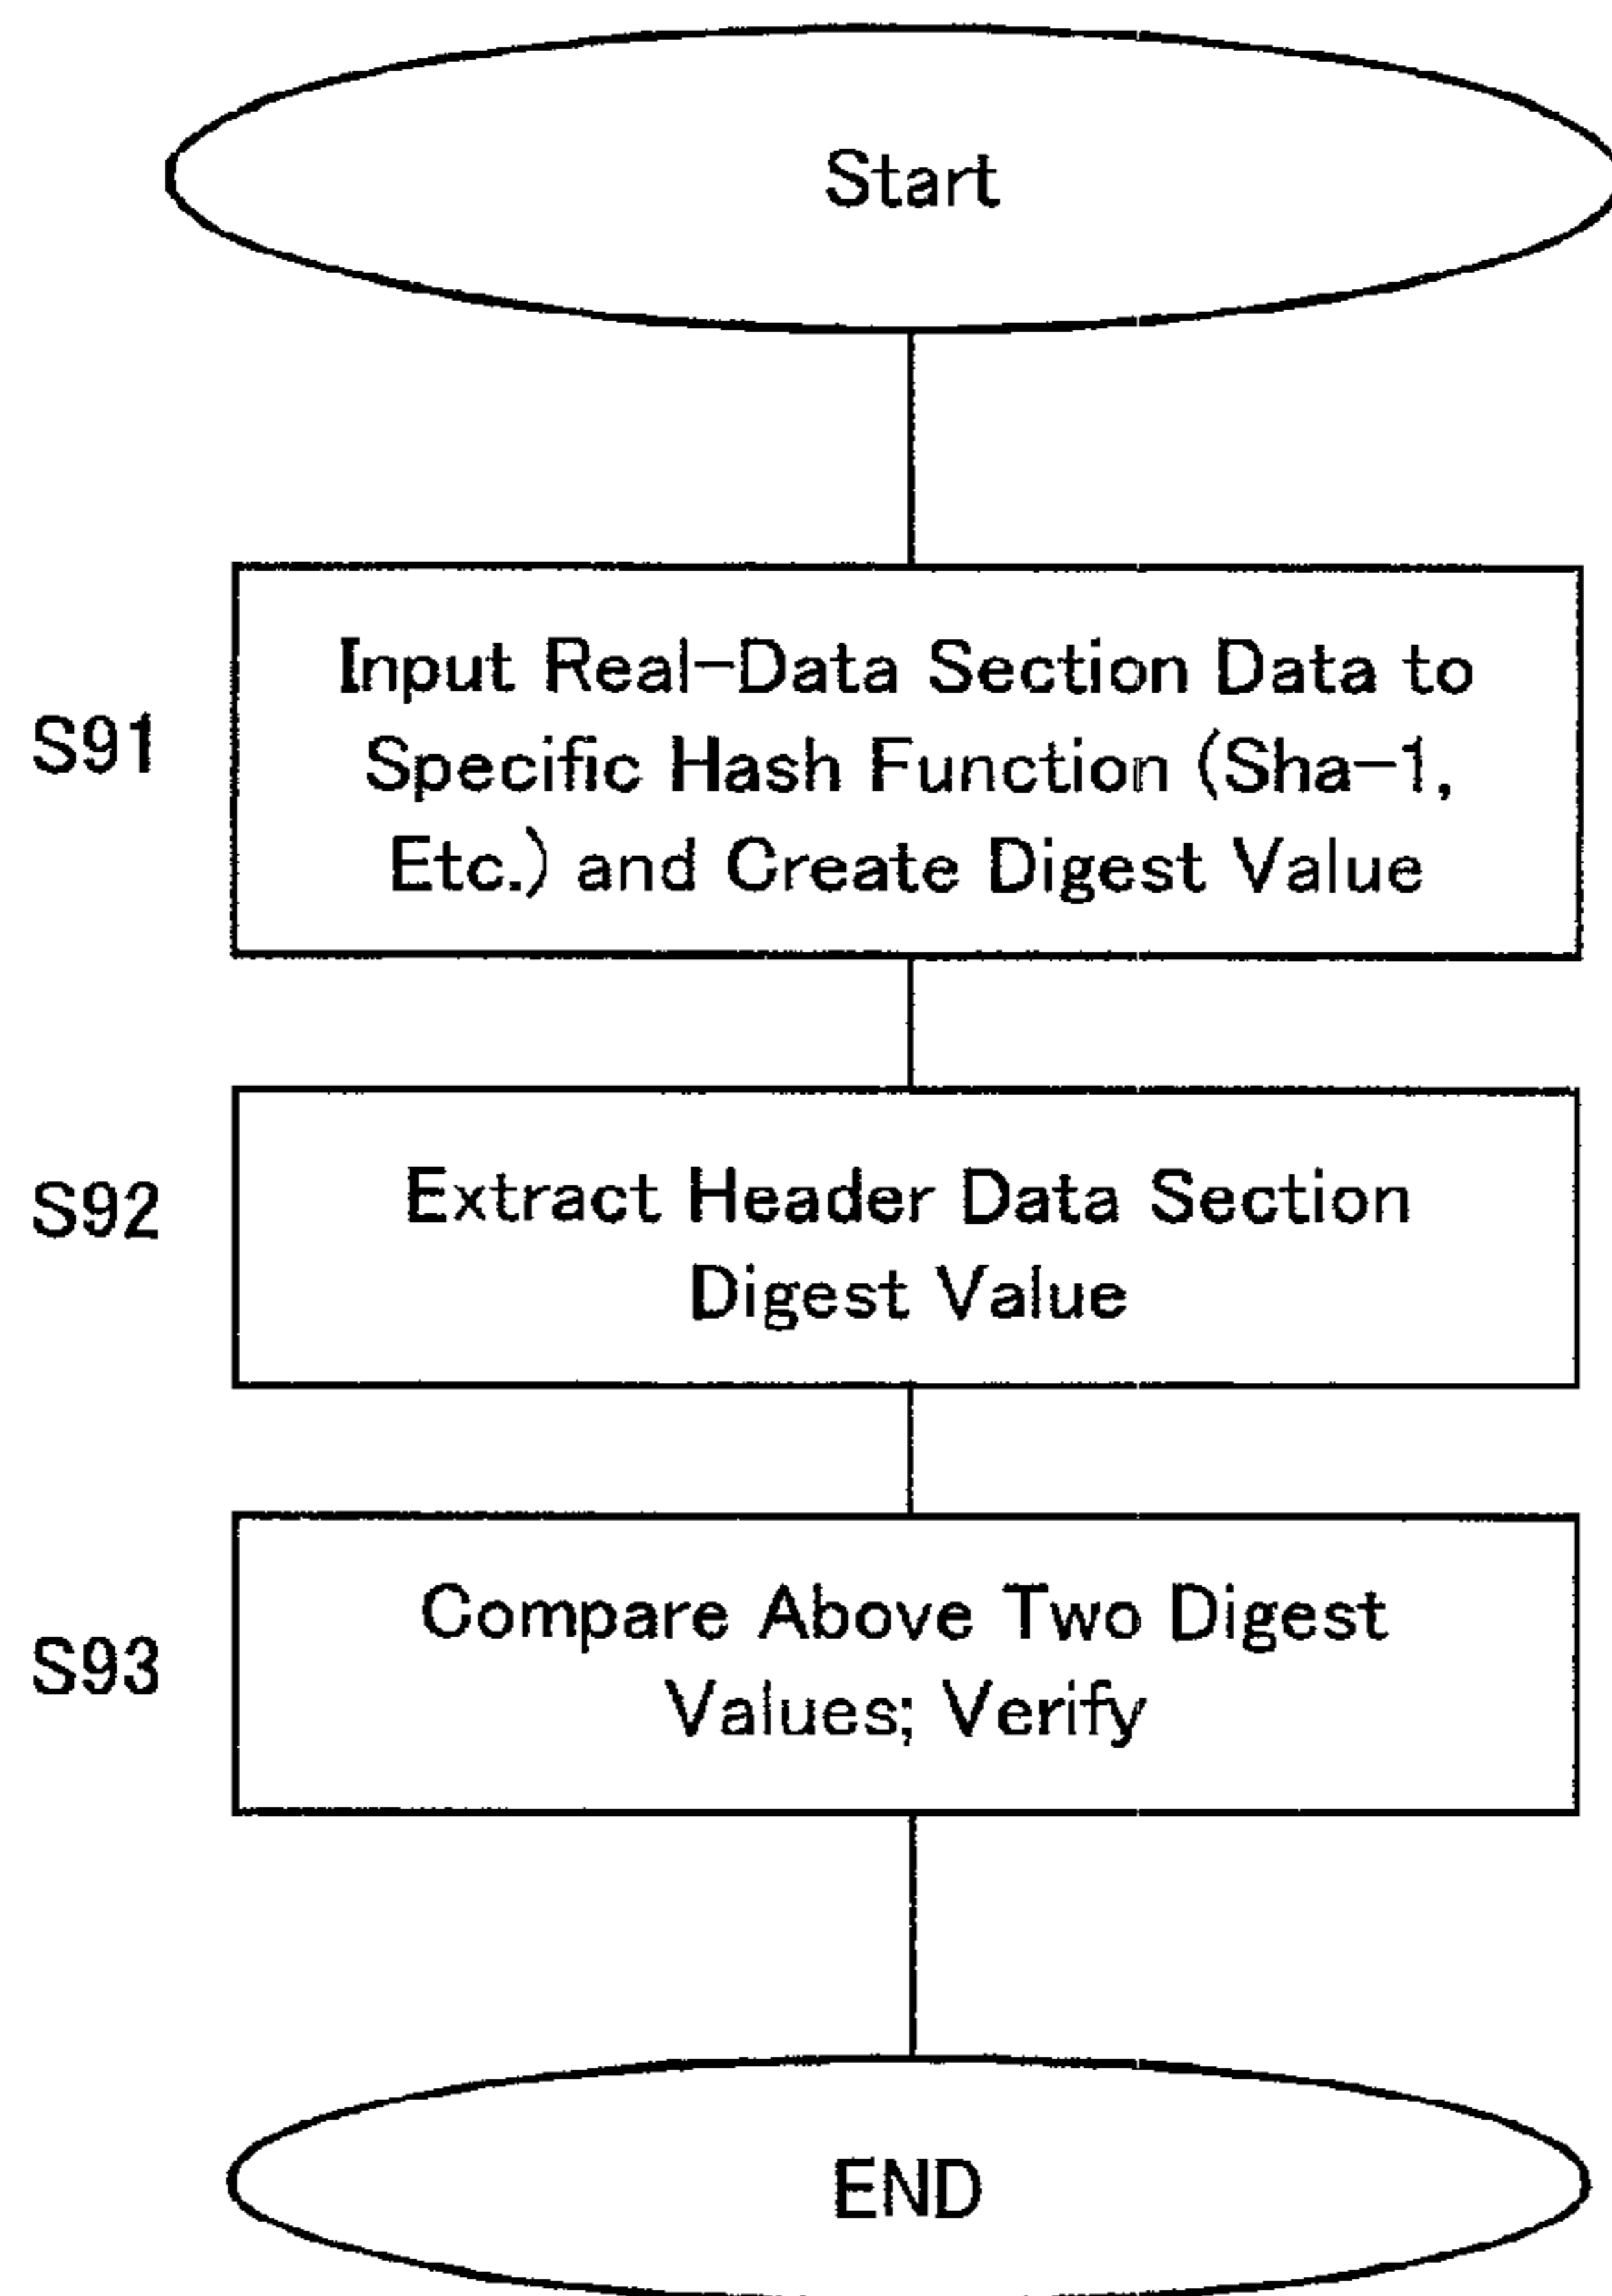 Start
S91
Input Real-Data Section Data to
Specific Hash Function (Sha-1,
Etc.) and Create Digest Value
S92
Extract Header Data Section
Digest Value
S93
Compare Above Two Digest
Values; Verify
END